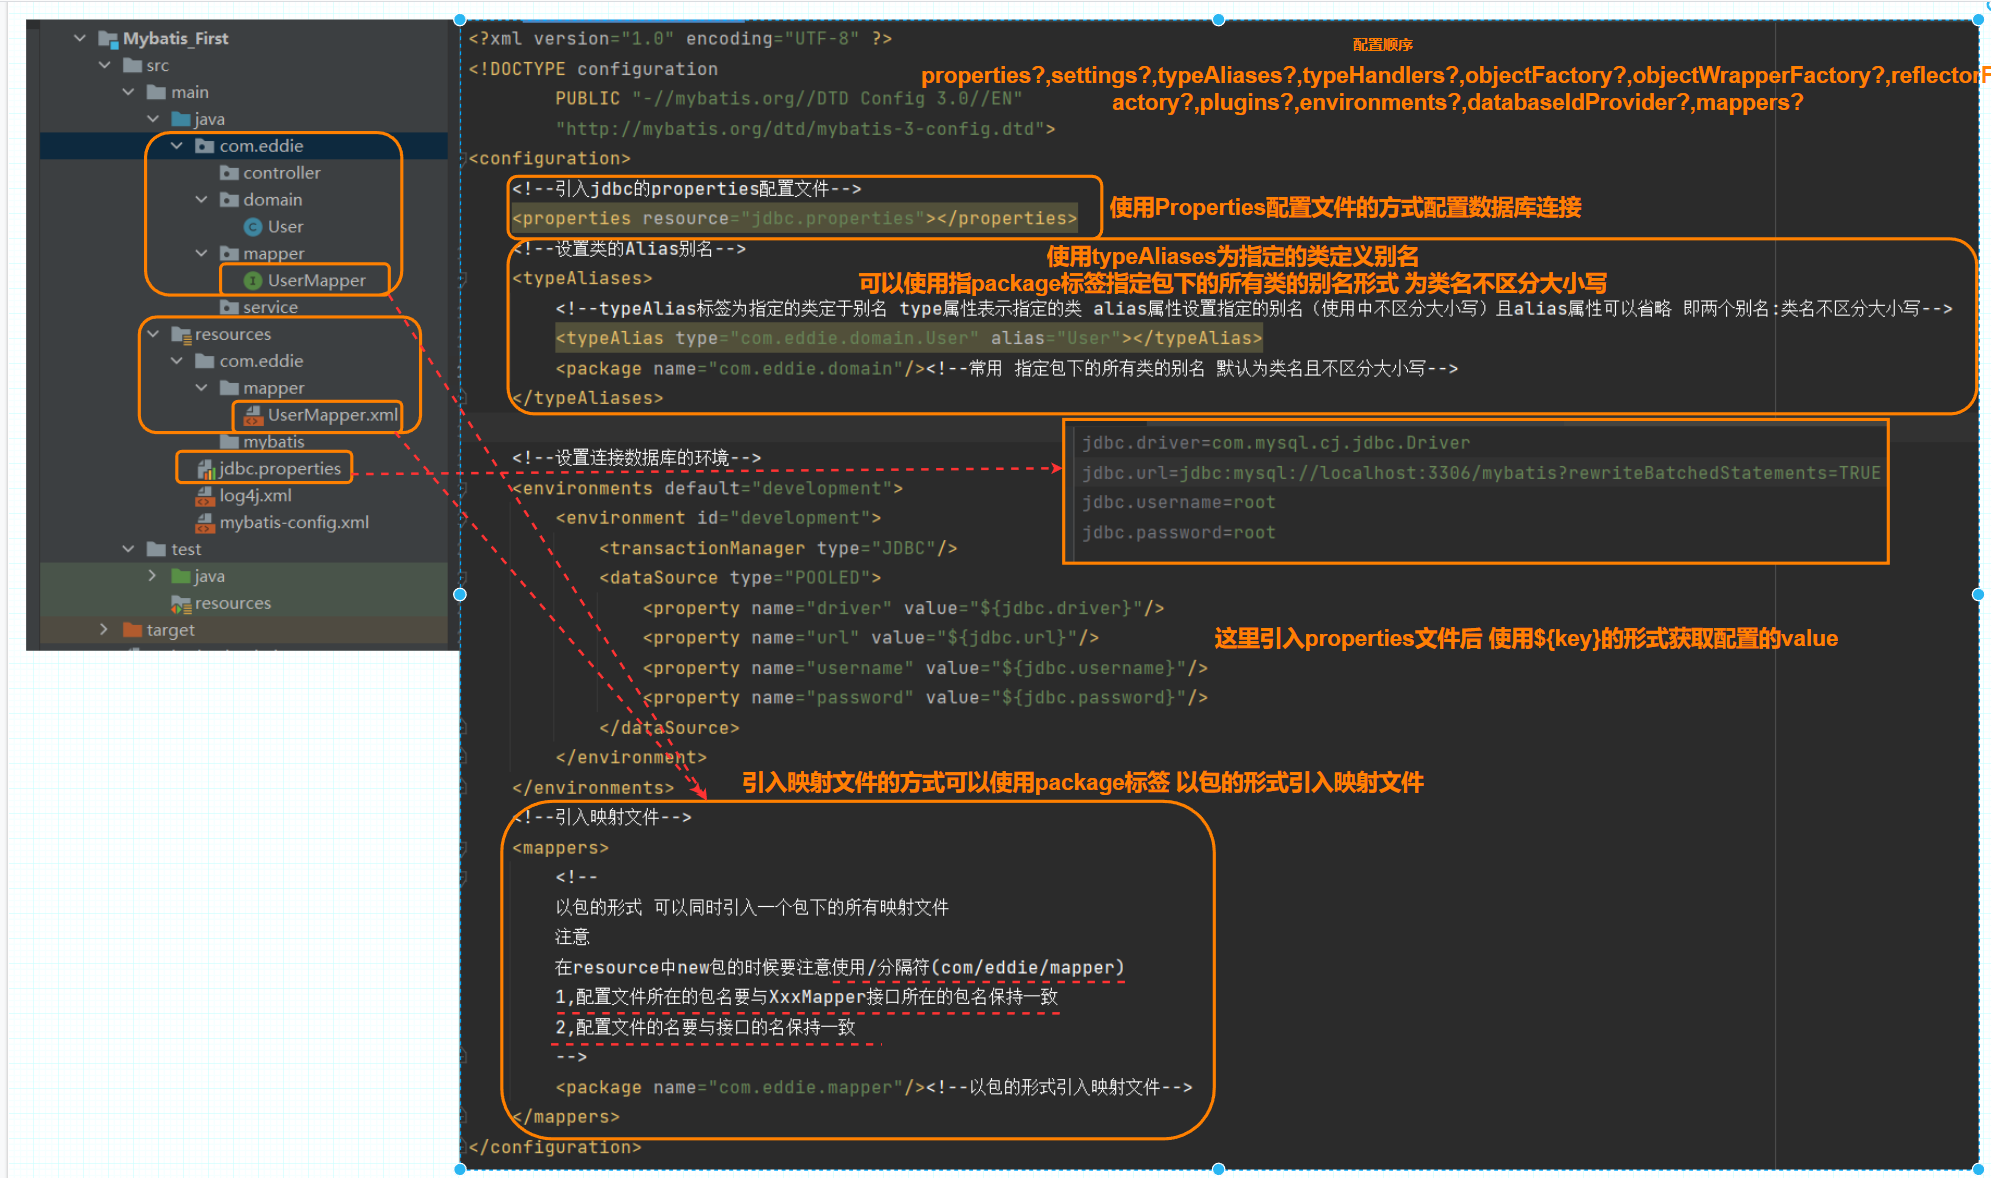 Mybatis_First
src
main
java
com.eddie
controller
domain
User
mapper
UserMapper
service
resources
com.eddie
mapper
UserMapper.xml
mybatis
jdbc.properties
log4j.xml
mybatis-config.xml
test
java
resources
target
<?xml version="1.0" encoding="UTF-8" ?>
配置顺序
<!DOCTYPE configuration
properties?,settings?,typeAliases?,typeHandlers?,objectFactory?,objectWrapperFactory?,reflectorF
actory?,plugins?,environments?,databaseIdProvider?,mappers?
PUBLIC "-//mybatis.org//DTD Config 3.0//EN"
"http://mybatis.org/dtd/mybatis-3-config.dtd">
<configuration>
<!--引入jdbc的properties配置文件-->
<properties resource="jdbc.properties"></properties>
使用Properties配置文件的方式配置数据库连接
<!--设置类的Alias别名-->
使用typeAliases为指定的类定义别名
<typeAliases>
可以使用指package标签指定包下的所有类的别名形式 为类名不区分大小写
<!--typeAlias标签为指定的类定于别名 type属性表示指定的类 alias属性设置指定的别名（使用中不区分大小写）且alias属性可以省略 即两个别名:类名不区分大小写-->
<typeAlias type="com.eddie.domain.User" alias="User"></typeAlias>
<package name="com.eddie.domain"/><!--常用 指定包下的所有类的别名 默认为类名且不区分大小写-->
</typeAliases>
jdbc.driver=com.mysql.cj.jdbc.Driver
jdbc.url=jdbc:mysql://localhost:3306/mybatis?rewriteBatchedStatements=TRUE
jdbc.username=root
jdbc.password=root
<!--设置连接数据库的环境-->
<environments default="development">
<environment id="development">
<transactionManager type="JDBC"/>
<dataSource type="POOLED">
<property name="driver" value="${jdbc.driver}"/>
<property name="url" value="${jdbc.url}"/>
这里引入properties文件后 使用${key}的形式获取配置的value
<property name="username" value="${jdbc.username}"/>
<property name="password" value="${jdbc.password}"/>
</dataSource>
</environment>
</environments>
引入映射文件的方式可以使用package标签 以包的形式引入映射文件
<!--引入映射文件-->
<mappers>
<!--
以包的形式 可以同时引入一个包下的所有映射文件
注意
在resource中new包的时候要注意使用/分隔符(com/eddie/mapper)
1,配置文件所在的包名要与XxxMapper接口所在的包名保持一致
2,配置文件的名要与接口的名保持一致
-->
<package name="com.eddie.mapper"/><!--以包的形式引入映射文件-->
</mappers>
</configuration>